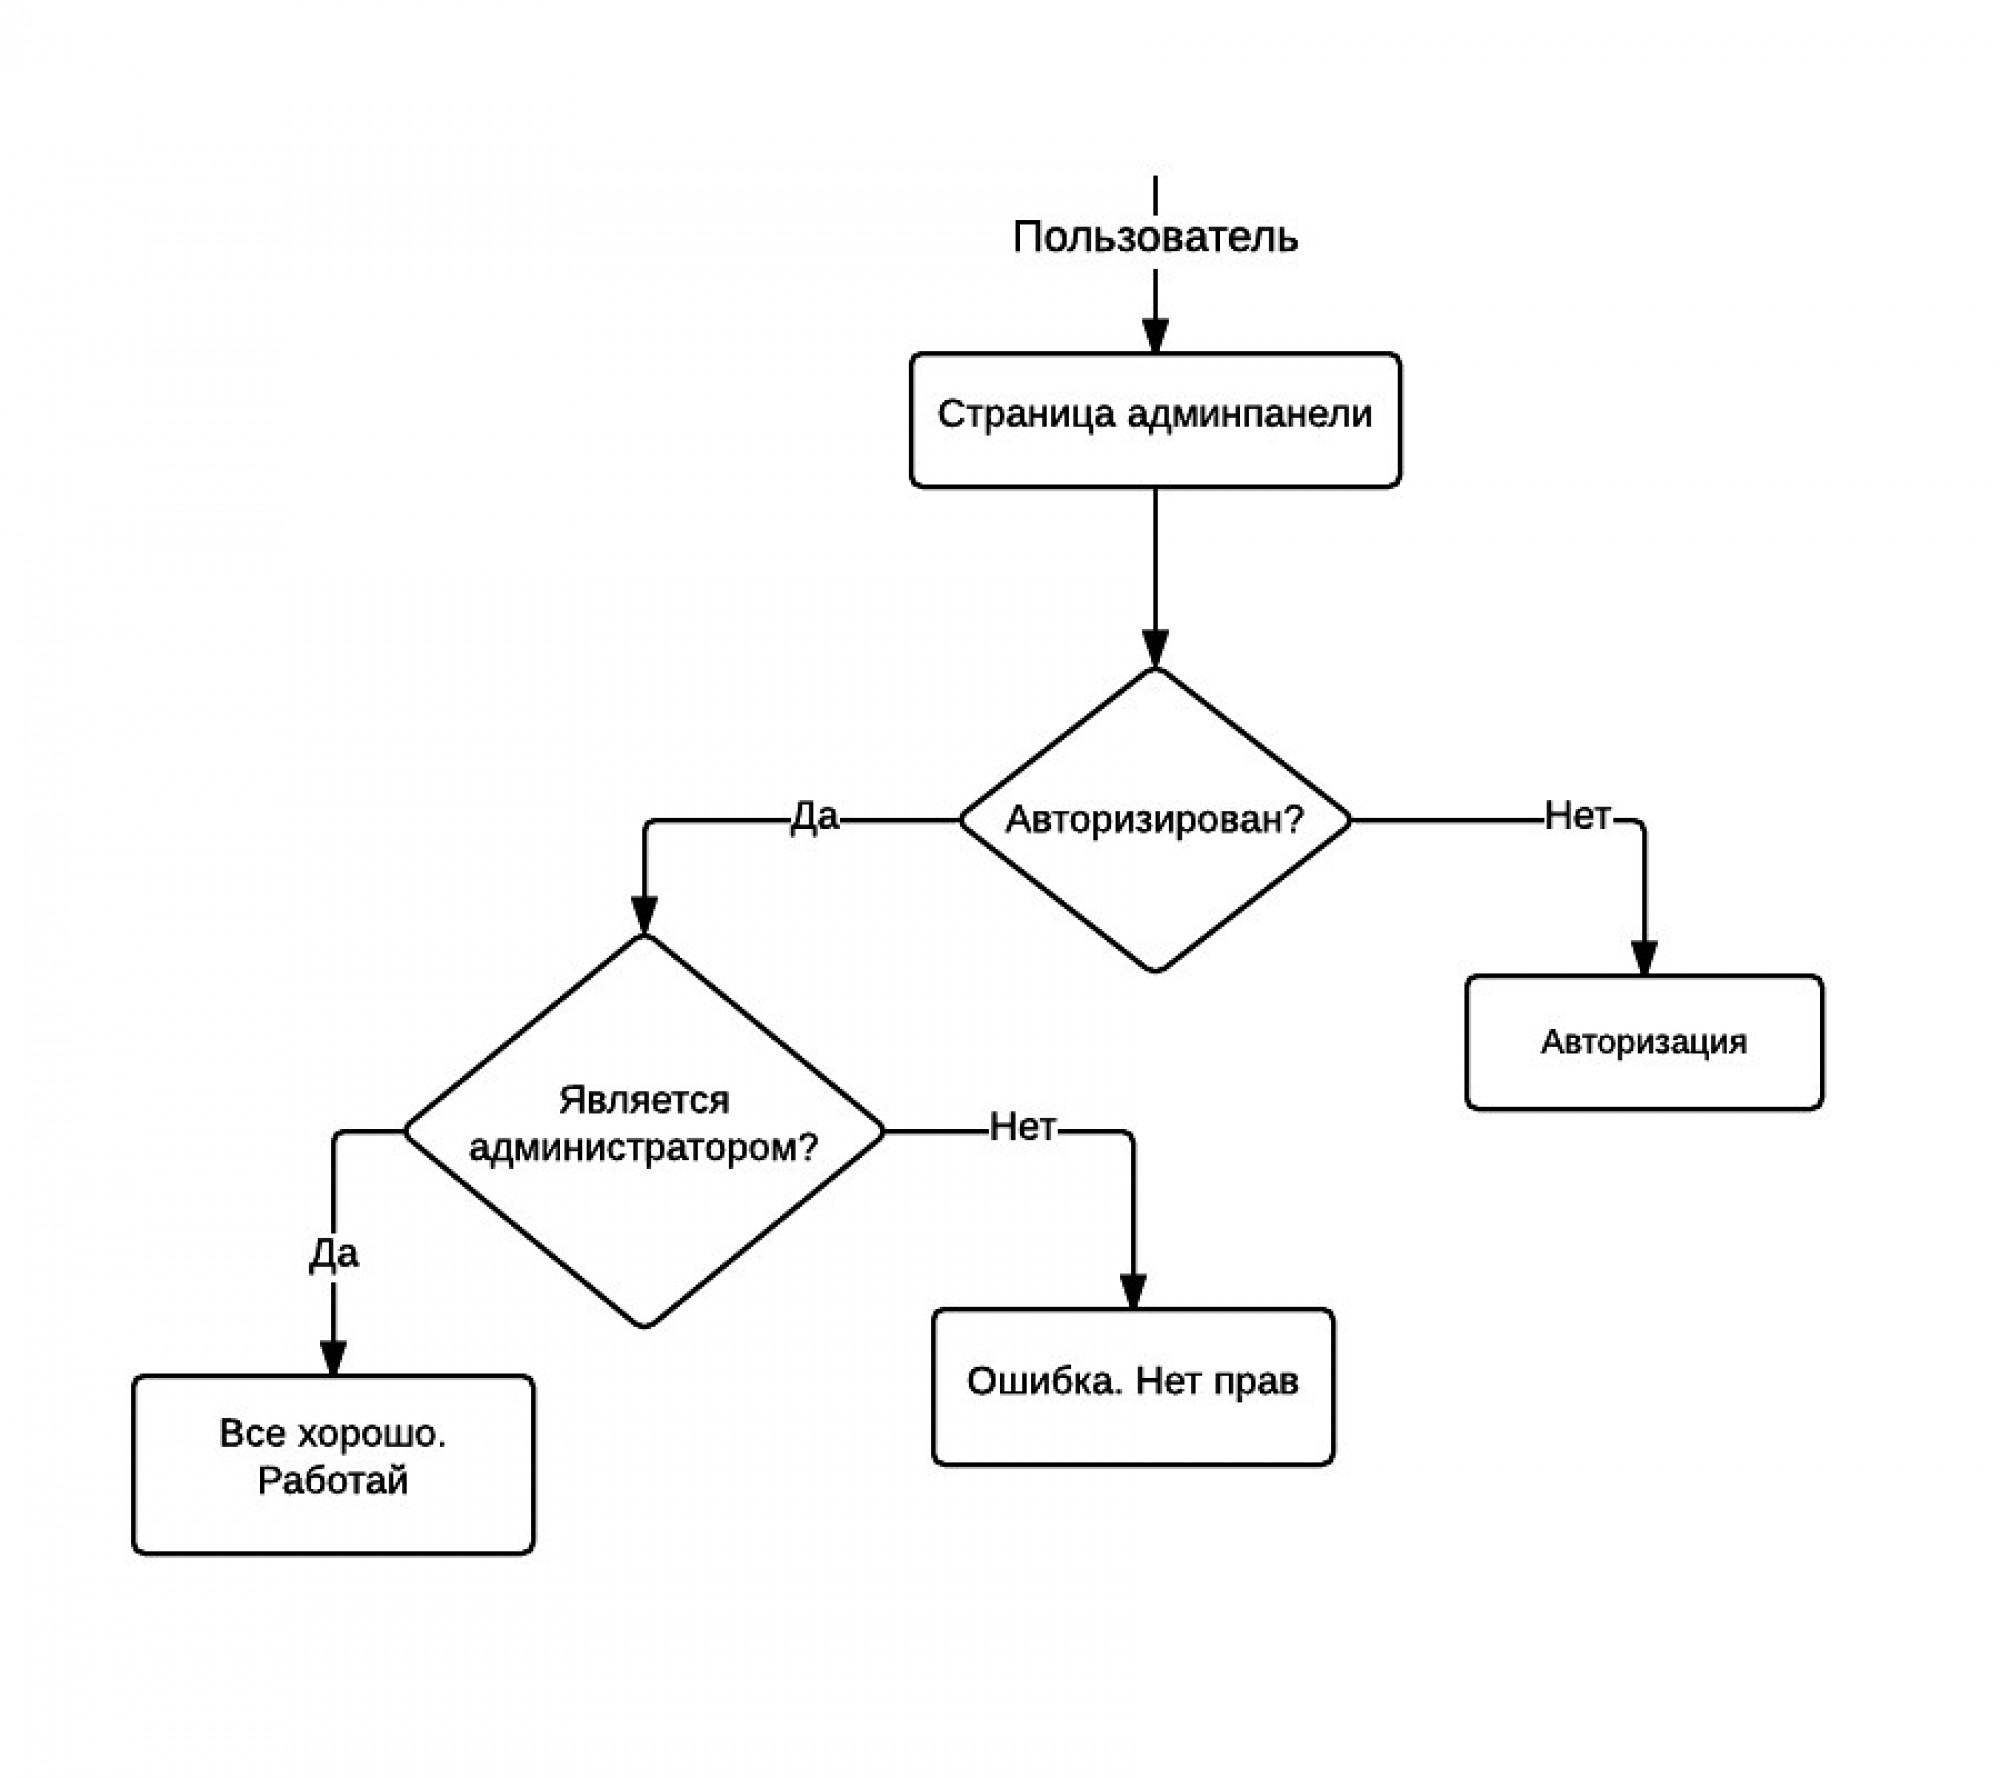 Пользователь
Страница админпанели
Авторизирован?
Да
Нет
Авторизация
Является
администратором?
Нет
Да
Ошибка. Нет прав
Все хорошо.
Работай